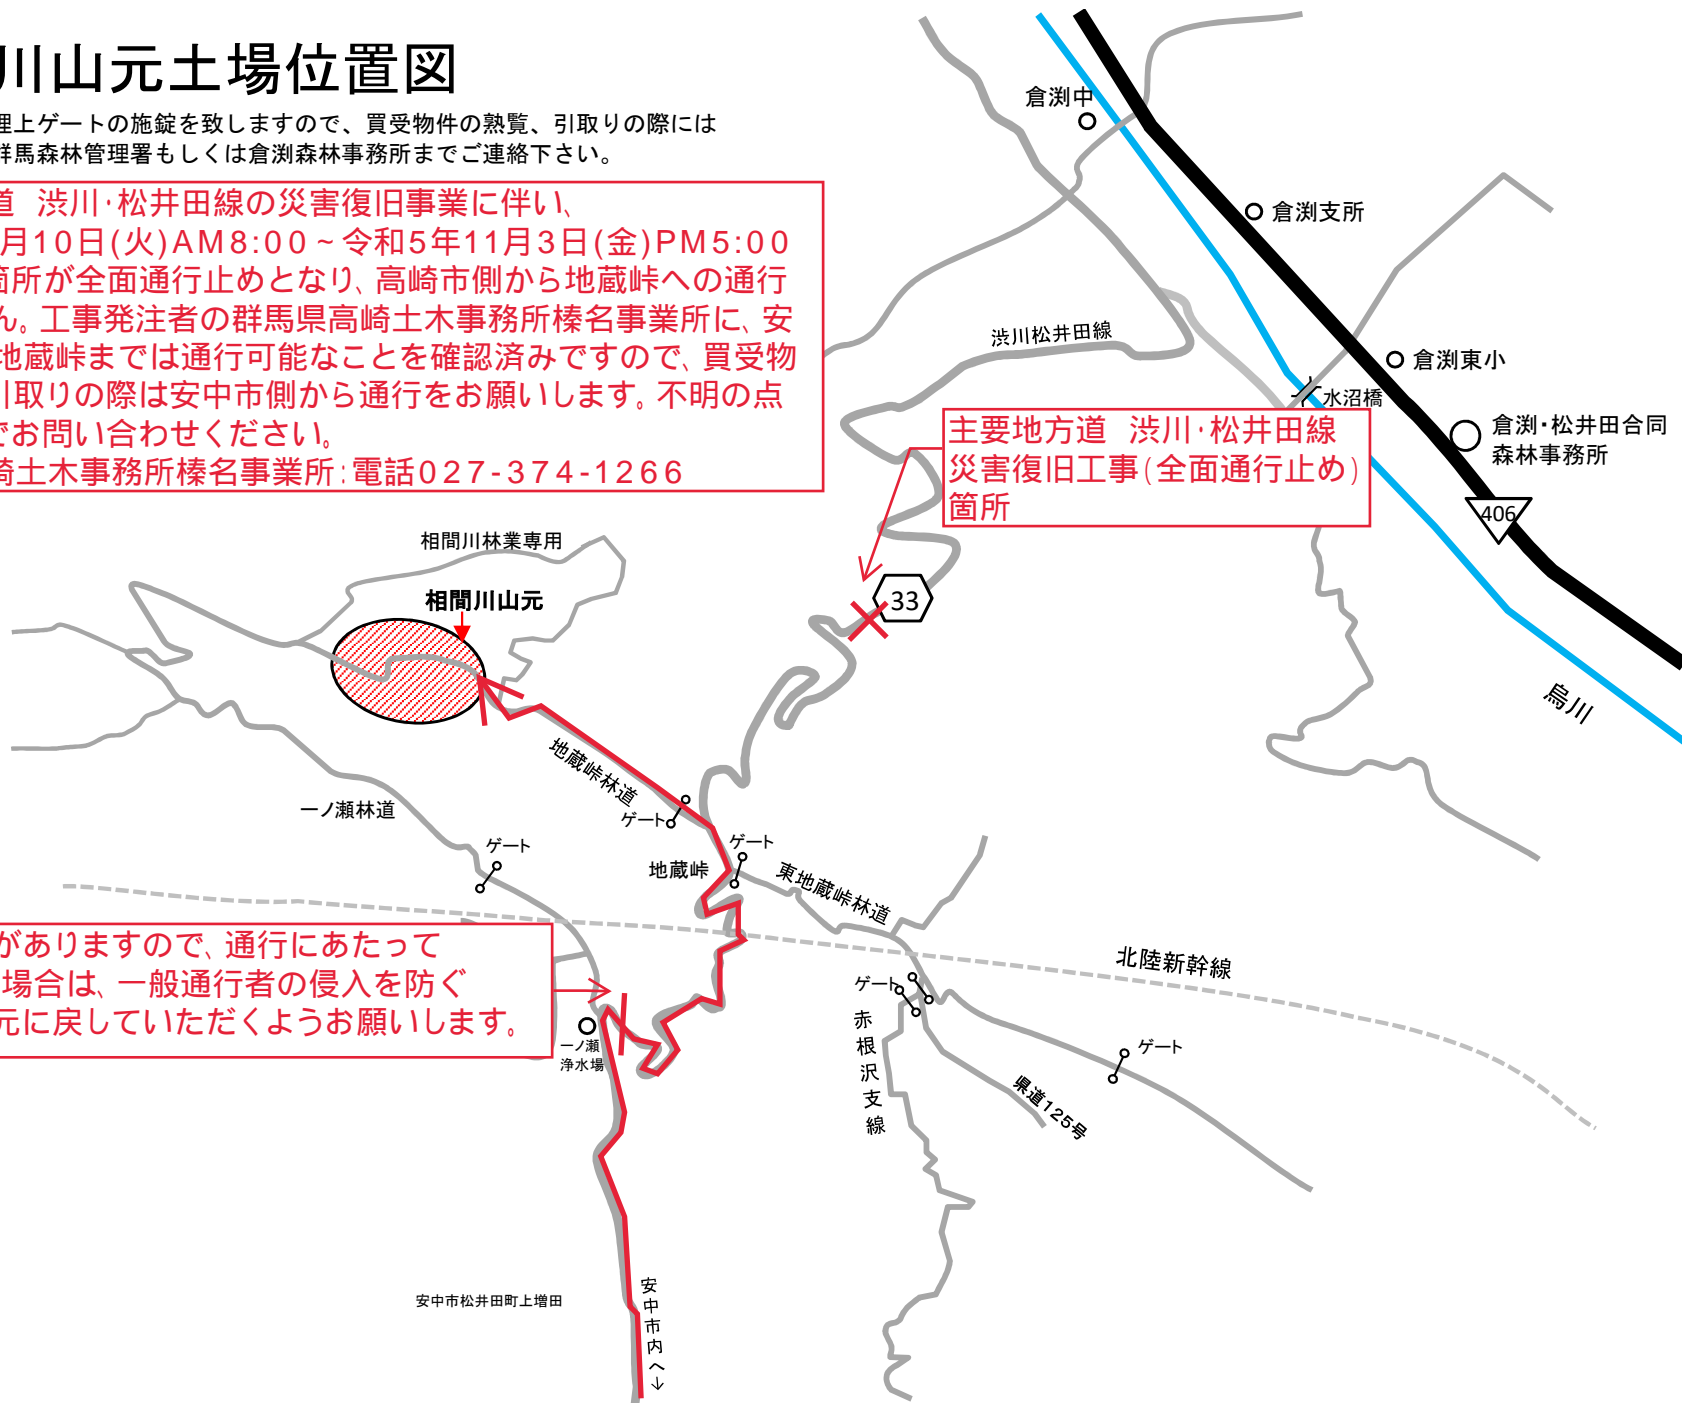 川山元土場位置図
理上ゲートの施錠を致しますので、買受物件の熟覧、引取りの際には
群馬森林管理署もしくは倉渕森林事務所までご連絡下さい。
道 渋川・松井田線の災害復旧事業に伴い、
月10日(火)AM8:00~令和5年11月3日(金)PM5:00
箇所が全面通行止めとなり、高崎市側から地蔵峠への通行
ん。工事発注者の群馬県高崎土木事務所榛名事業所に、安
地蔵峠までは通行可能なことを確認済みですので、買受物
引取りの際は安中市側から通行をお願いします。不明の点
でお問い合わせください。
崎土木事務所榛名事業所:電話027-374-1266
倉渕中
倉渕支所
渋川松井田線
倉渕東小
水沼橋
倉渕・松井田合同
森林事務所
主要地方道 渋川・松井田線
災害復旧工事(全面通行止め)
箇所
406
相間川林業専用
相間川山元
33
烏川
地蔵峠林道
一ノ瀬林道
ゲート
ゲート
ゲート
地蔵峠
東地蔵峠林道
北陸新幹線
がありますので、通行にあたって
場合は、一般通行者の侵入を防ぐ
元に戻していただくようお願いします。
ゲート
赤根沢支線
一ノ瀬
浄水場
ゲート
県道125号
安中市松井田町上増田
安中市内へ↓